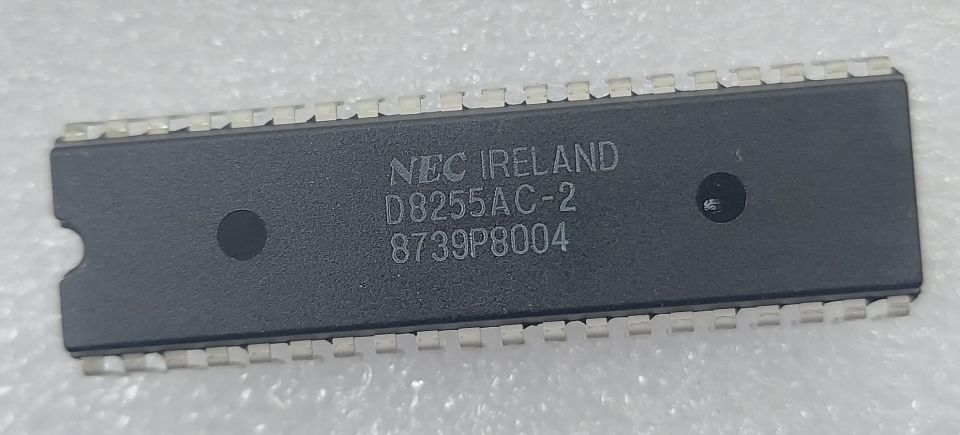 NEC IRELAND
D8255AC-2
8739P8004